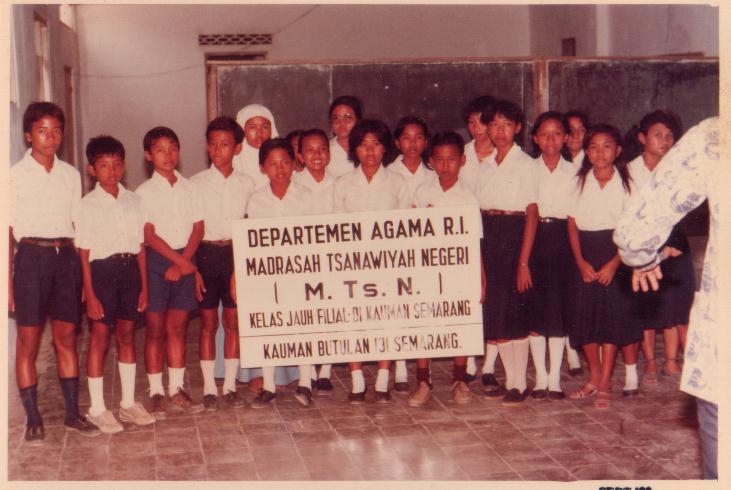 DEPARTEMEN AGAMA R.I.
MADRASAH TSANAWIYAH NEGERI
( M. Ts. N. )
KELAS JAUH FILIAL-DI KAUMAN SEMARANG
KAUMAN BUTULAN 131 SEMARANG.